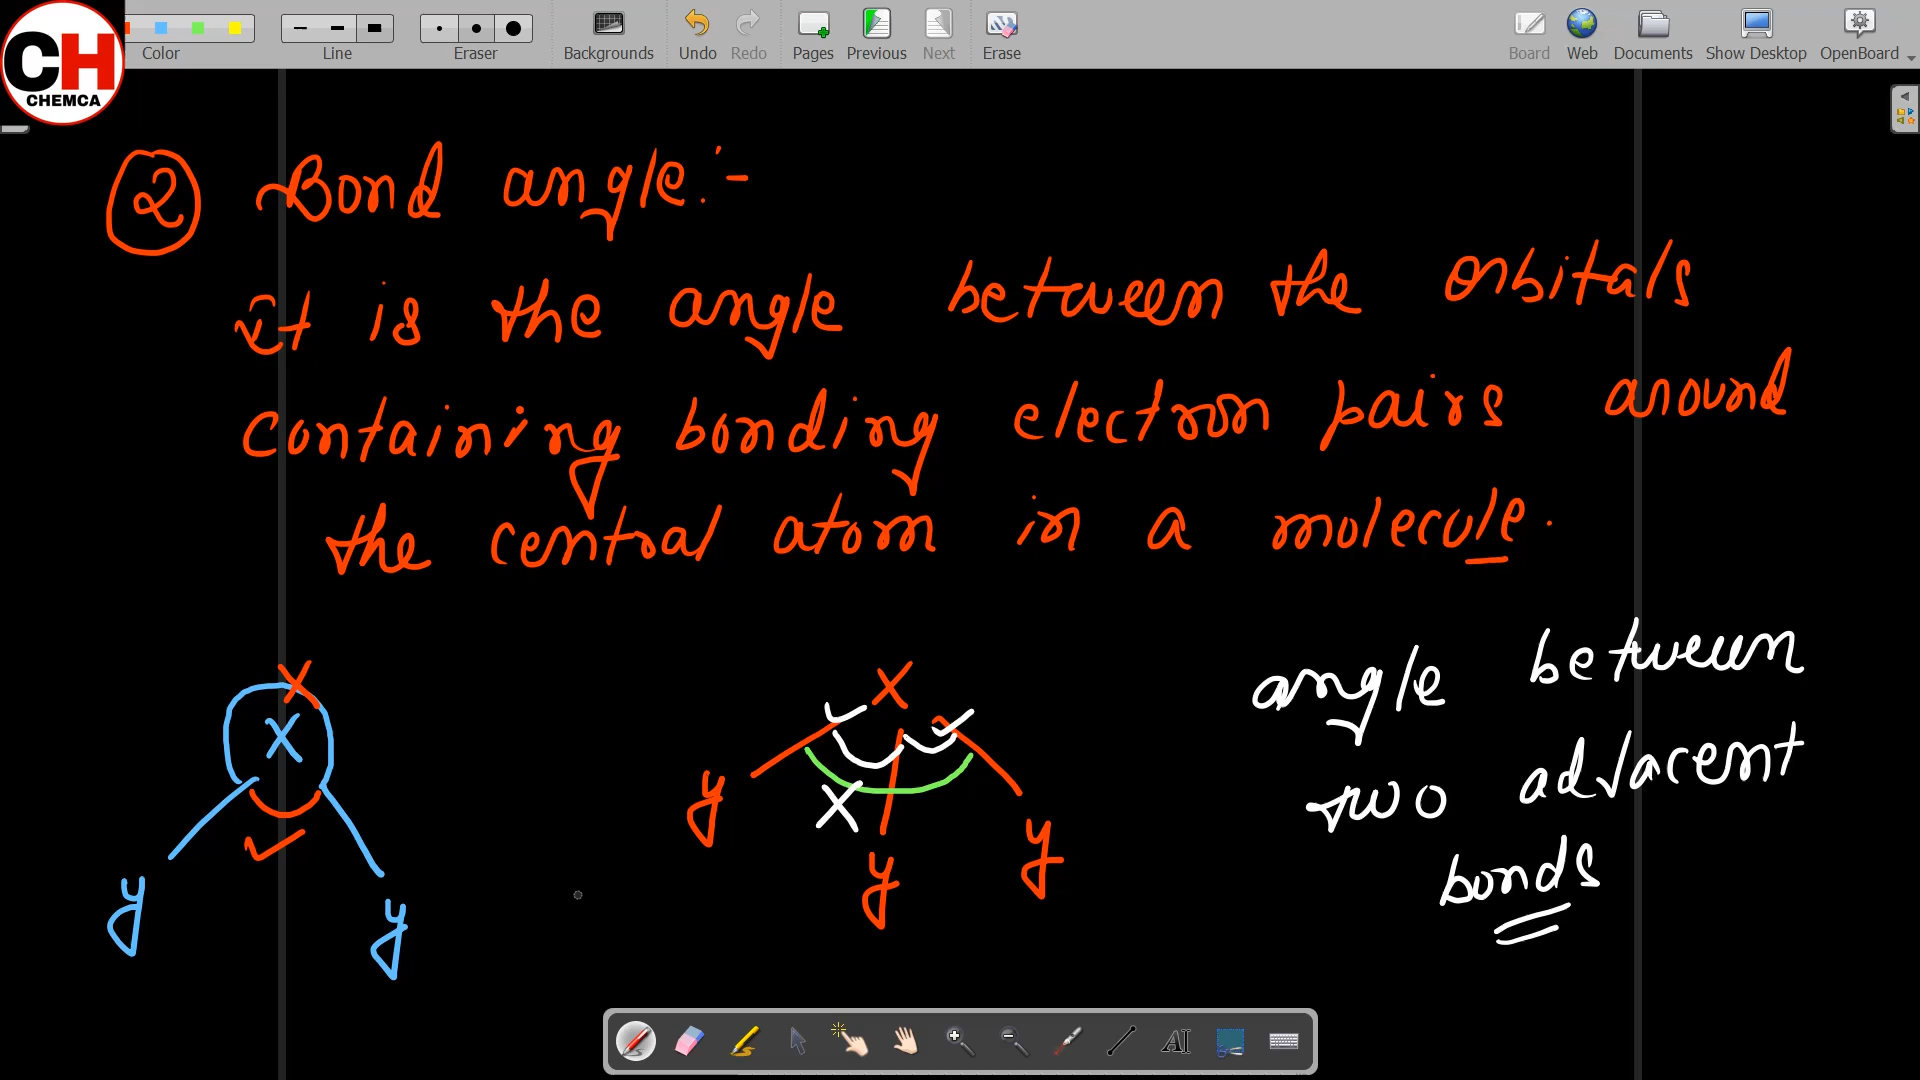 CH
CHEMCA
Color
Line
Eraser
Backgrounds
Undo
Redo
Pages
Previous
Next
Erase
Board
Web
Documents
Show Desktop
OpenBoard
② Bond angle:-
it is the angle between the orbitals
containing bonding electron pairs around
the central atom in a molecule.
X
X
y
y
X
X
y
y
y
angle between
two adjacent
bonds
AI